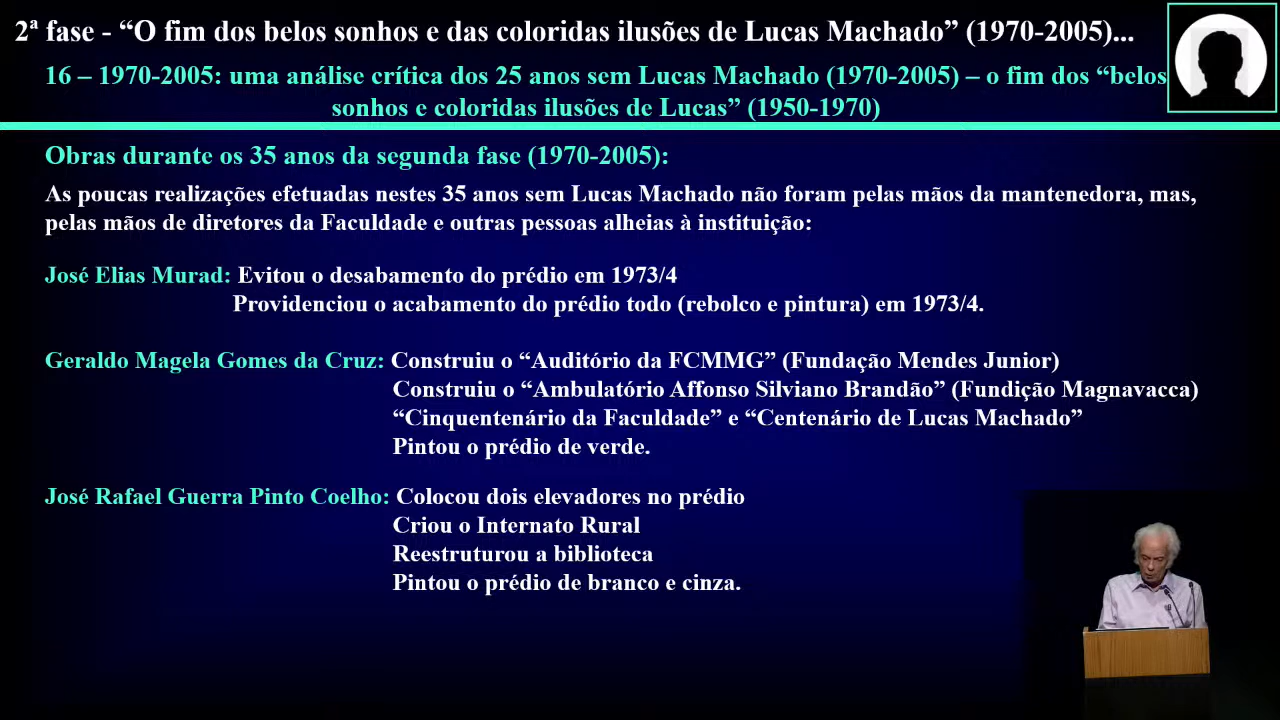 2ª fase - “O fim dos belos sonhos e das coloridas ilusões de Lucas Machado” (1970-2005)...
16 – 1970-2005: uma análise crítica dos 25 anos sem Lucas Machado (1970-2005) – o fim dos “belos
sonhos e coloridas ilusões de Lucas” (1950-1970)
Obras durante os 35 anos da segunda fase (1970-2005):
As poucas realizações efetuadas nestes 35 anos sem Lucas Machado não foram pelas mãos da mantenedora, mas,
pelas mãos de diretores da Faculdade e outras pessoas alheias à instituição:
José Elias Murad: Evitou o desabamento do prédio em 1973/4
Providenciou o acabamento do prédio todo (rebolco e pintura) em 1973/4.
Geraldo Magela Gomes da Cruz: Construiu o “Auditório da FCMMG” (Fundação Mendes Junior)
Construiu o “Ambulatório Affonso Silviano Brandão” (Fundição Magnavacca)
“Cinquentenário da Faculdade” e “Centenário de Lucas Machado”
Pintou o prédio de verde.
José Rafael Guerra Pinto Coelho: Colocou dois elevadores no prédio
Criou o Internato Rural
Reestruturou a biblioteca
Pintou o prédio de branco e cinza.